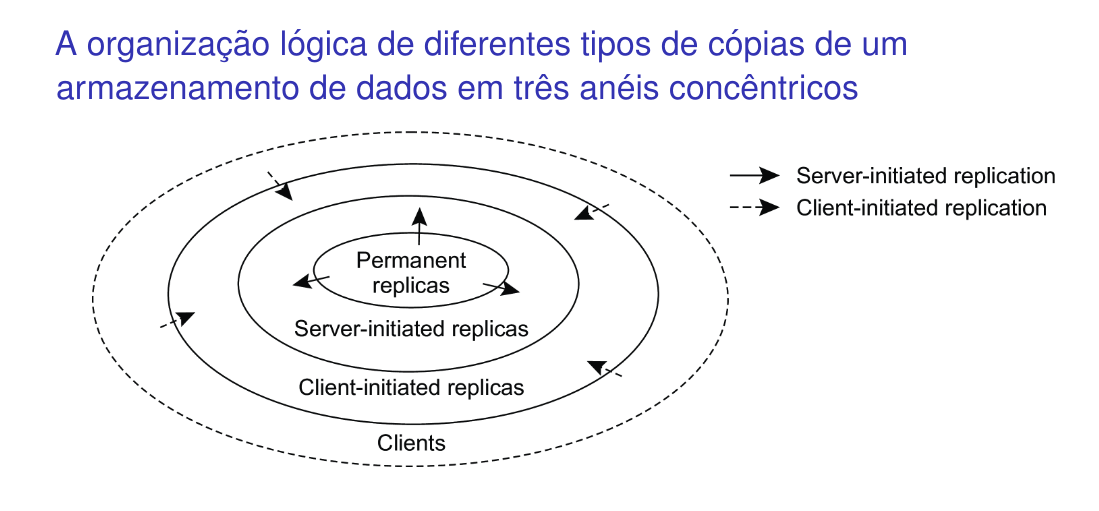 A organização lógica de diferentes tipos de cópias de um
armazenamento de dados em três anéis concêntricos
Server-initiated replication
Client-initiated replication
Permanent
replicas
Server-initiated replicas
Client-initiated replicas
Clients